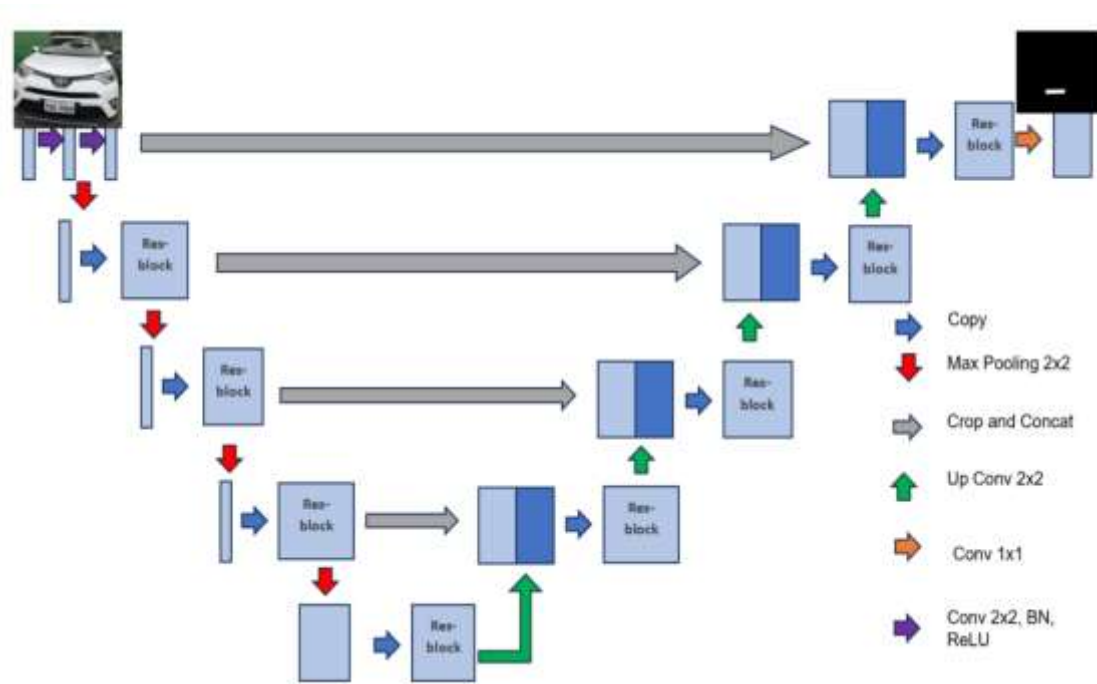 Res-
block
Res-
block
Res-
block
Res-
block
Copy
Max Pooling 2x2
Res-
block
Res-
block
Crop and Concat
Up Conv 2x2
Res-
block
Res-
block
Conv 1x1
Res-
block
Conv 2x2, BN,
ReLU